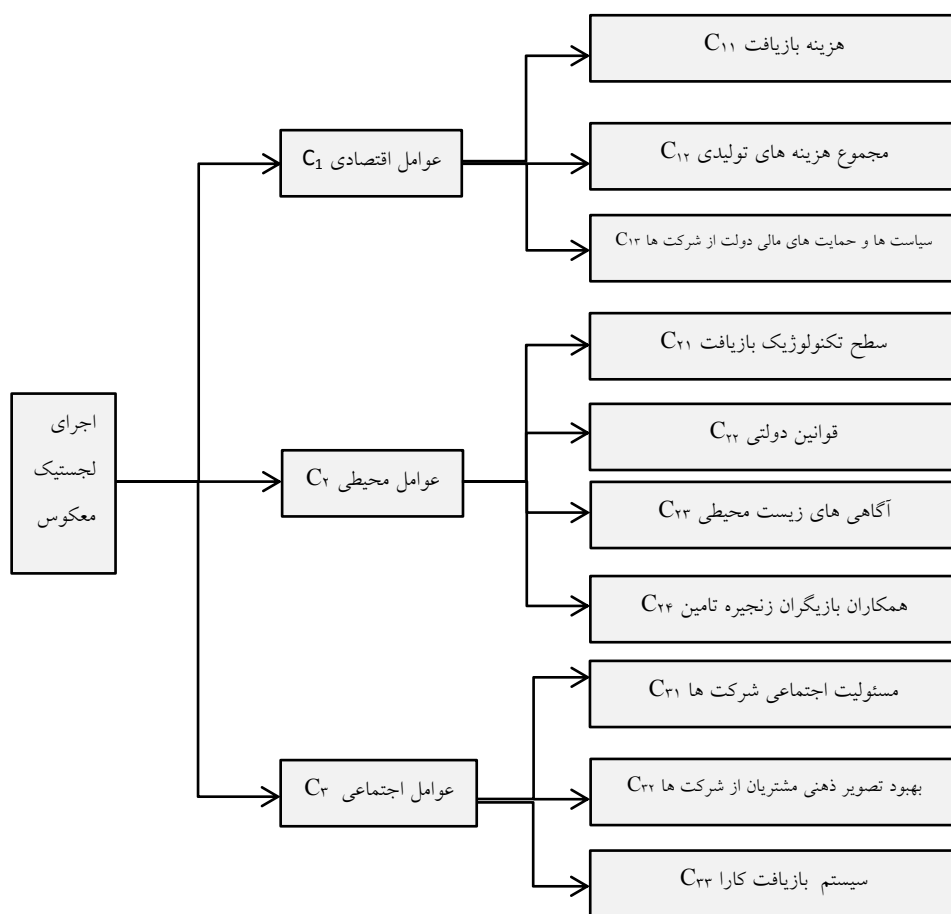 اجرای
لجستیک
معکوس
عوامل اقتصادی C1
هزینه بازیافت C۱۱
مجموع هزینه های تولیدی C۱۲
سیاست ها و حمایت های مالی دولت از شرکت ها C۱۳
عوامل محیطی C۲
سطح تکنولوژیک بازیافت C۲۱
قوانین دولتی C۲۲
آگاهی های زیست محیطی C۲۳
همکاران بازیگران زنجیره تامین C۲۴
عوامل اجتماعی C۳
مسئولیت اجتماعی شرکت ها C۳۱
بهبود تصویر ذهنی مشتریان از شرکت ها C۳۲
سیستم بازیافت کارا C۳۳